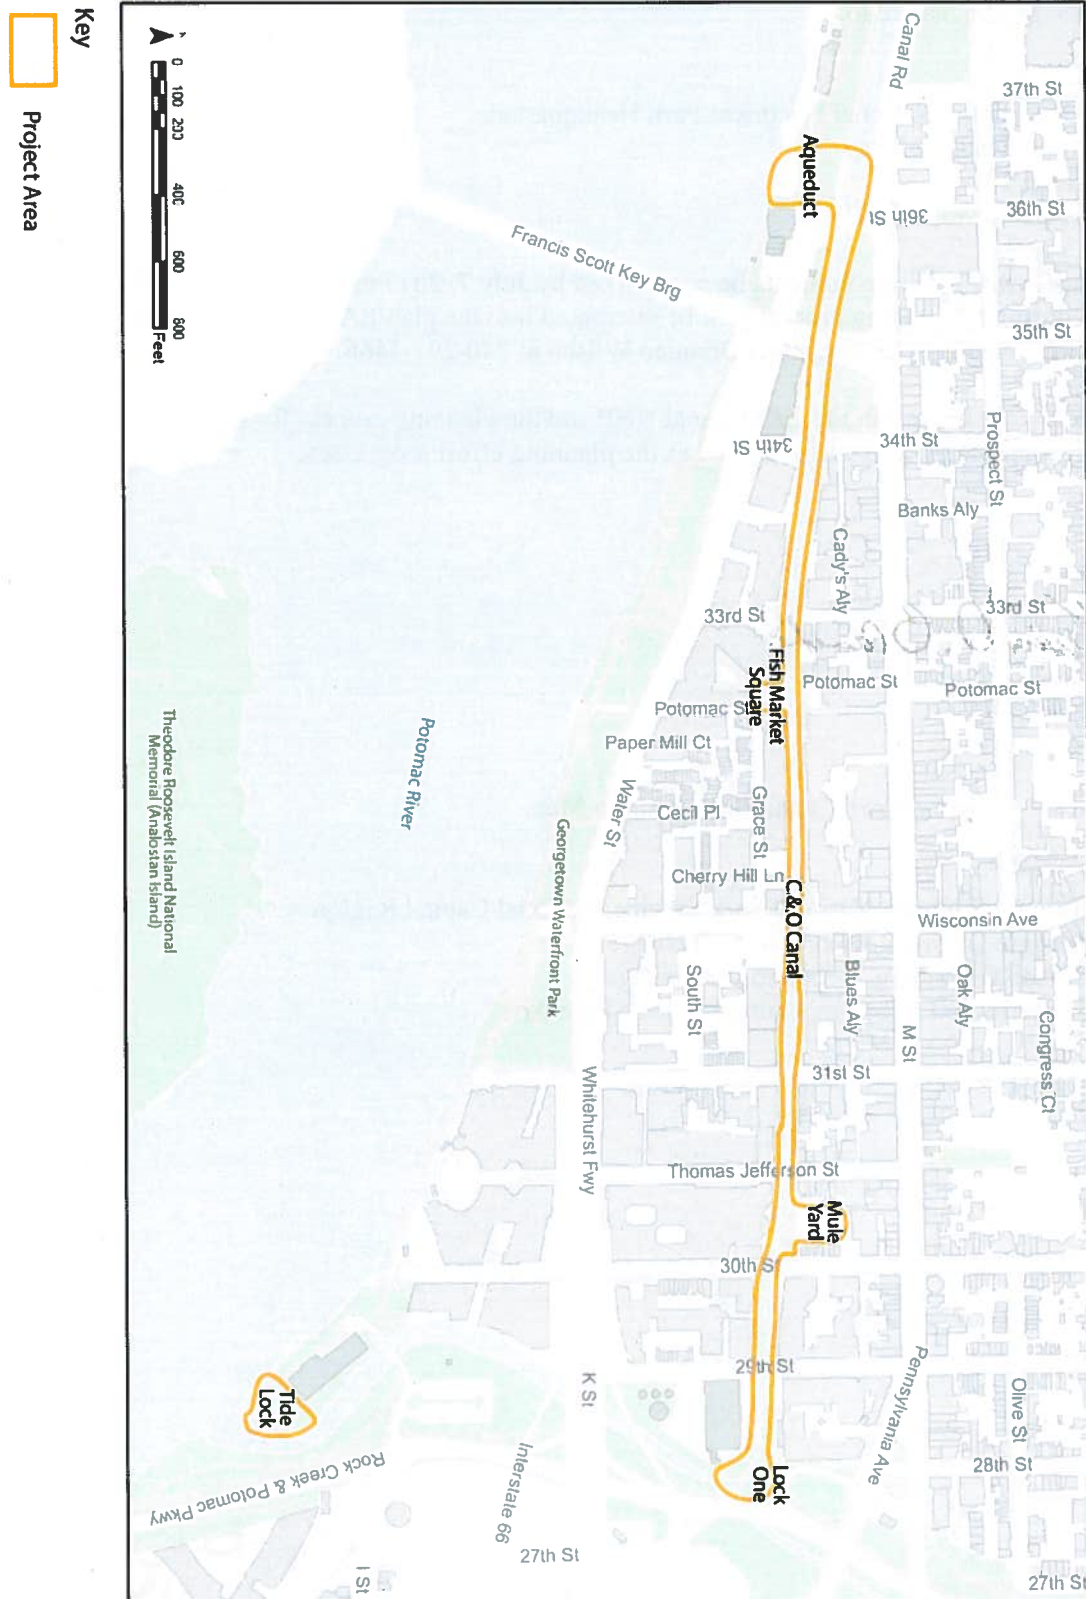 Key
Project Area
0 100 200 400 600 800
Feet
Canal Rd
37th St
Aqueduct
36th St
36th St
Francis Scott Key Brg
35th St
34th St
34th St
Prospect St
Banks Aly
Cady's Aly
33rd St
33rd St
Fish Market
Square
Potomac St
Potomac St
Potomac St
Paper Mill Ct
Water St
Cecil Pl
Grace St
Cherry Hill Ln
C&O Canal
Wisconsin Ave
Potomac River
Georgetown Waterfront Park
Theodore Roosevelt Island National
Memorial (Analostan Island)
South St
Blues Aly
Oak Aly
M St
Congress Ct
31st St
Whitehurst Fwy
Thomas Jefferson St
Mule
Yard
30th St
29th St
K St
Pennsylvania Ave
Olive St
28th St
Tide
Lock
Lock
One
Rock Creek & Potomac Pkwy
Interstate 66
27th St
27th St
I St